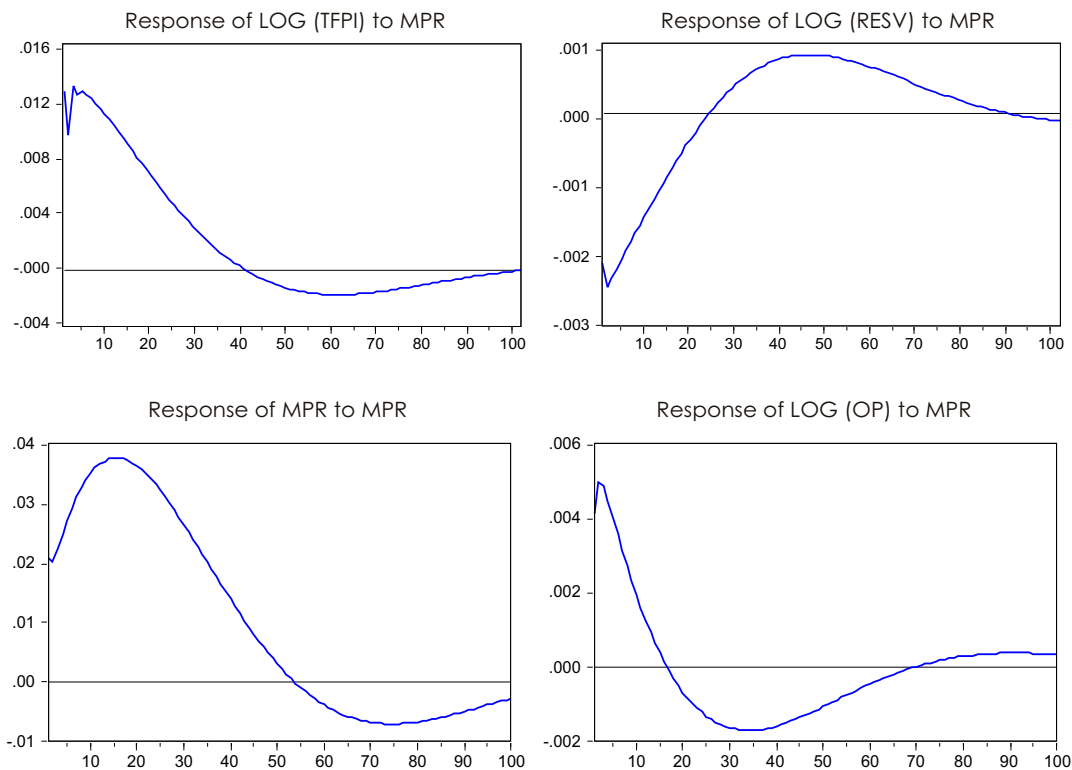 Response of LOG (TFPI) to MPR
.016
.012
.008
.004
-.000
-.004
10 20 30 40 50 60 70 80 90 100
Response of LOG (RESV) to MPR
.001
.000
-.001
-.002
-.003
10 20 30 40 50 60 70 80 90 100
Response of MPR to MPR
.04
.03
.02
.01
.00
-.01
10 20 30 40 50 60 70 80 90 100
Response of LOG (OP) to MPR
.006
.004
.002
.000
-.002
10 20 30 40 50 60 70 80 90 100